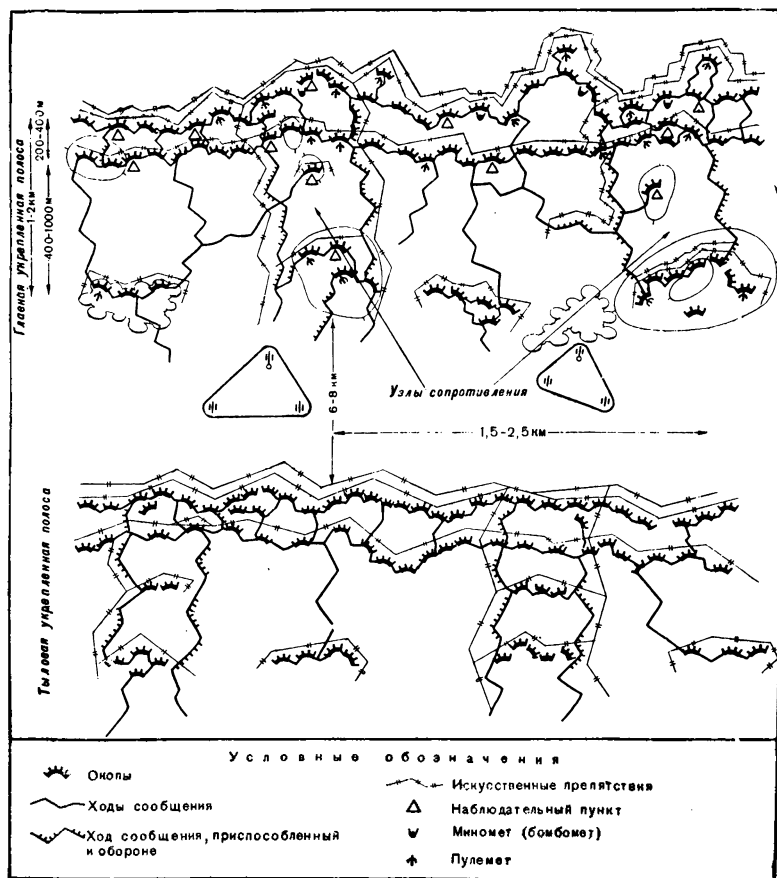 Главная укрепленная полоса
1-2км
200-400м
400-1000м
Узлы сопротивления
6-8км
1,5-2,5км
Тыловая укрепленная полоса
Условные обозначения
Окопы
Ходы сообщения
Ход сообщения, приспособленный
к обороне
Искусственные препятствия
Наблюдательный пункт
Миномет (бомбомет)
Пулемет